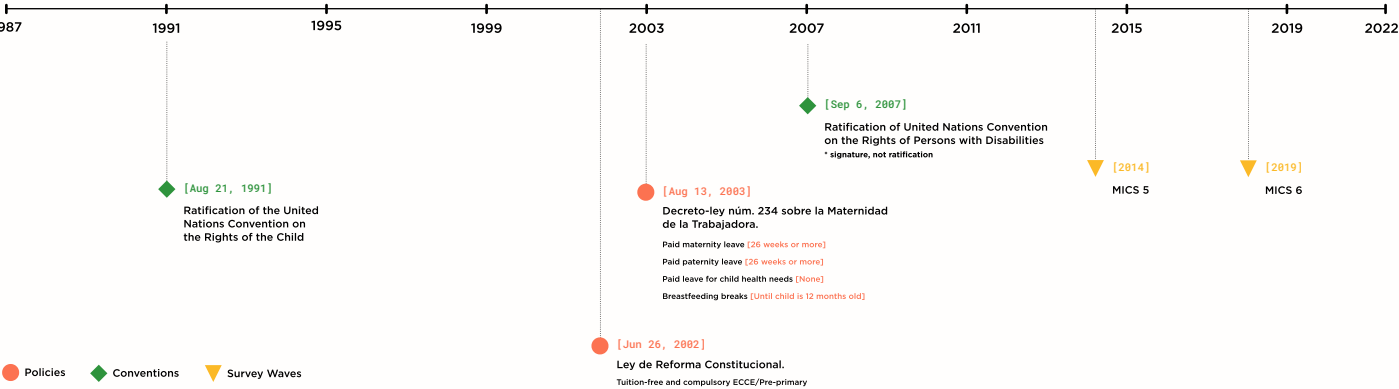 987 1991 1995 1999 2003 2007 2011 2015 2019 2022
[Sep 6, 2007]
Ratification of United Nations Convention
on the Rights of Persons with Disabilities
* signature, not ratification
[2014]
MICS 5
[2019]
MICS 6
[Aug 21, 1991]
Ratification of the United
Nations Convention on
the Rights of the Child
[Aug 13, 2003]
Decreto-ley núm. 234 sobre la Maternidad
de la Trabajadora.
Paid maternity leave [26 weeks or more]
Paid paternity leave [26 weeks or more]
Paid leave for child health needs [None]
Breastfeeding breaks [Until child is 12 months old]
[Jun 26, 2002]
Ley de Reforma Constitucional.
Tuition-free and compulsory ECCE/Pre-primary
Policies Conventions Survey Waves